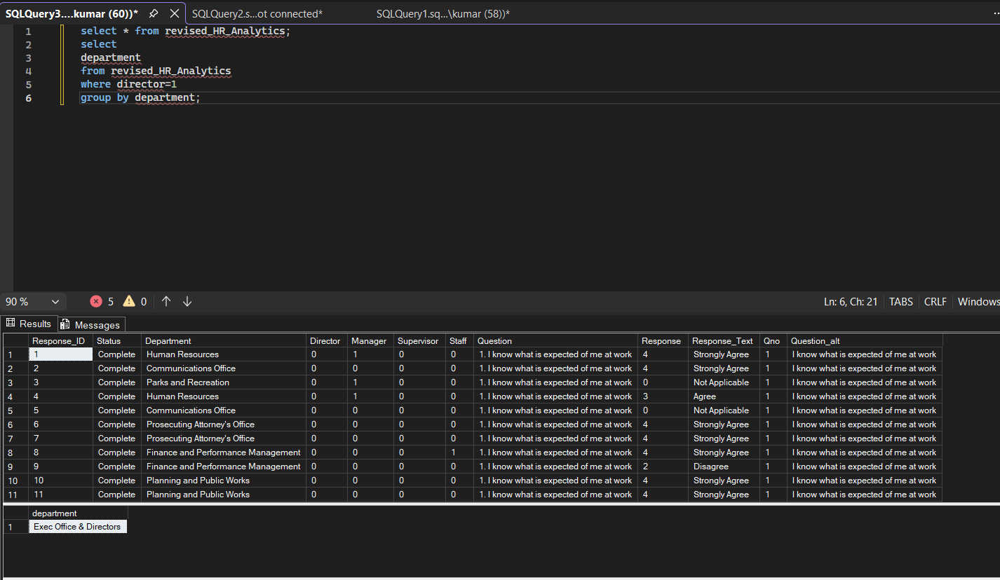 SQLQuery3....kumar (60))* SQLQuery2.s...ot connected* SQLQuery1.sq...\kumar (58))*
1 select * from revised_HR_Analytics;
2 select
3 department
4 from revised_HR_Analytics
5 where director=1
6 group by department;
90 % 5 0 Ln: 6, Ch: 21 TABS CRLF Windows
Results Messages
Response_ID Status Department Director Manager Supervisor Staff Question Response Response_Text Qno Question_alt
1 1 Complete Human Resources 0 1 0 0 1. I know what is expected of me at work 4 Strongly Agree 1 I know what is expected of me at work
2 2 Complete Communications Office 0 0 0 0 1. I know what is expected of me at work 4 Strongly Agree 1 I know what is expected of me at work
3 3 Complete Parks and Recreation 0 1 0 0 1. I know what is expected of me at work 0 Not Applicable 1 I know what is expected of me at work
4 4 Complete Human Resources 0 1 0 0 1. I know what is expected of me at work 3 Agree 1 I know what is expected of me at work
5 5 Complete Communications Office 0 0 0 0 1. I know what is expected of me at work 0 Not Applicable 1 I know what is expected of me at work
6 6 Complete Prosecuting Attorney's Office 0 0 0 0 1. I know what is expected of me at work 4 Strongly Agree 1 I know what is expected of me at work
7 7 Complete Prosecuting Attorney's Office 0 0 0 0 1. I know what is expected of me at work 4 Strongly Agree 1 I know what is expected of me at work
8 8 Complete Finance and Performance Management 0 0 0 1 1. I know what is expected of me at work 4 Strongly Agree 1 I know what is expected of me at work
9 9 Complete Finance and Performance Management 0 0 0 0 1. I know what is expected of me at work 2 Disagree 1 I know what is expected of me at work
10 10 Complete Planning and Public Works 0 0 0 0 1. I know what is expected of me at work 4 Strongly Agree 1 I know what is expected of me at work
11 11 Complete Planning and Public Works 0 0 0 0 1. I know what is expected of me at work 4 Strongly Agree 1 I know what is expected of me at work
department
1 Exec Office & Directors